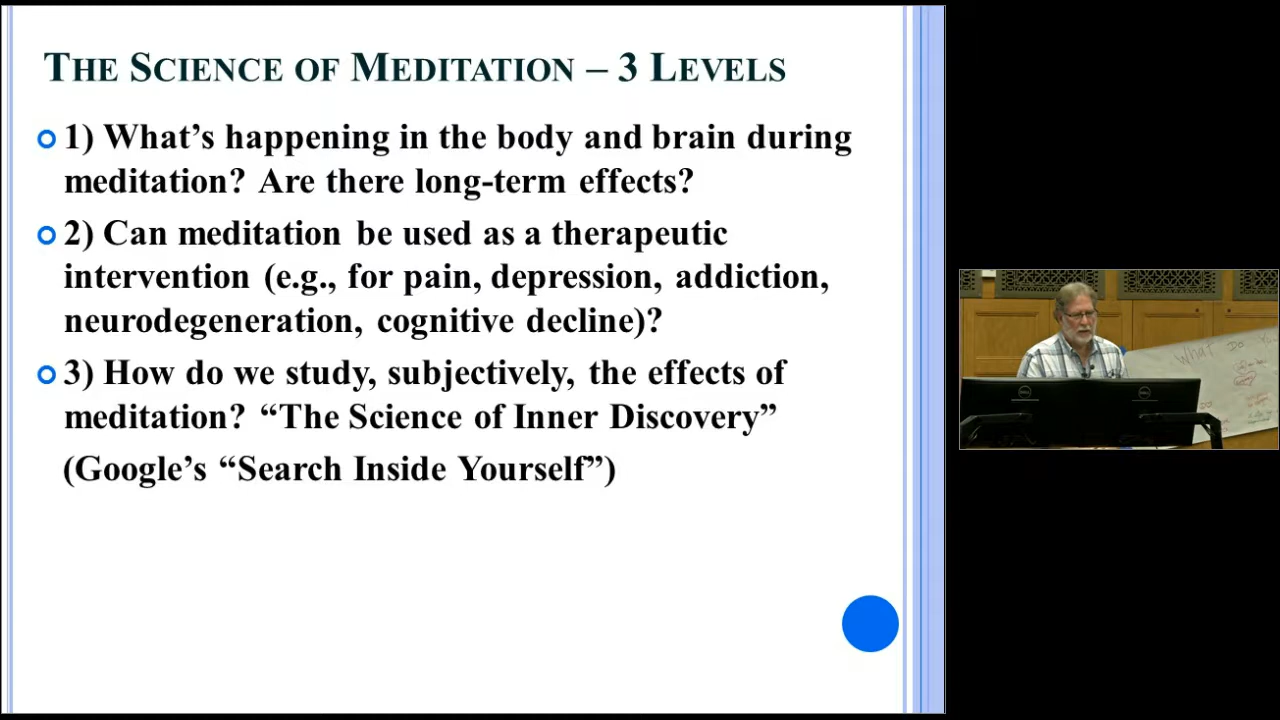 THE SCIENCE OF MEDITATION – 3 LEVELS
1) What's happening in the body and brain during
meditation? Are there long-term effects?
2) Can meditation be used as a therapeutic
intervention (e.g., for pain, depression, addiction,
neurodegeneration, cognitive decline)?
3) How do we study, subjectively, the effects of
meditation? “The Science of Inner Discovery”
(Google's “Search Inside Yourself”)
What Do